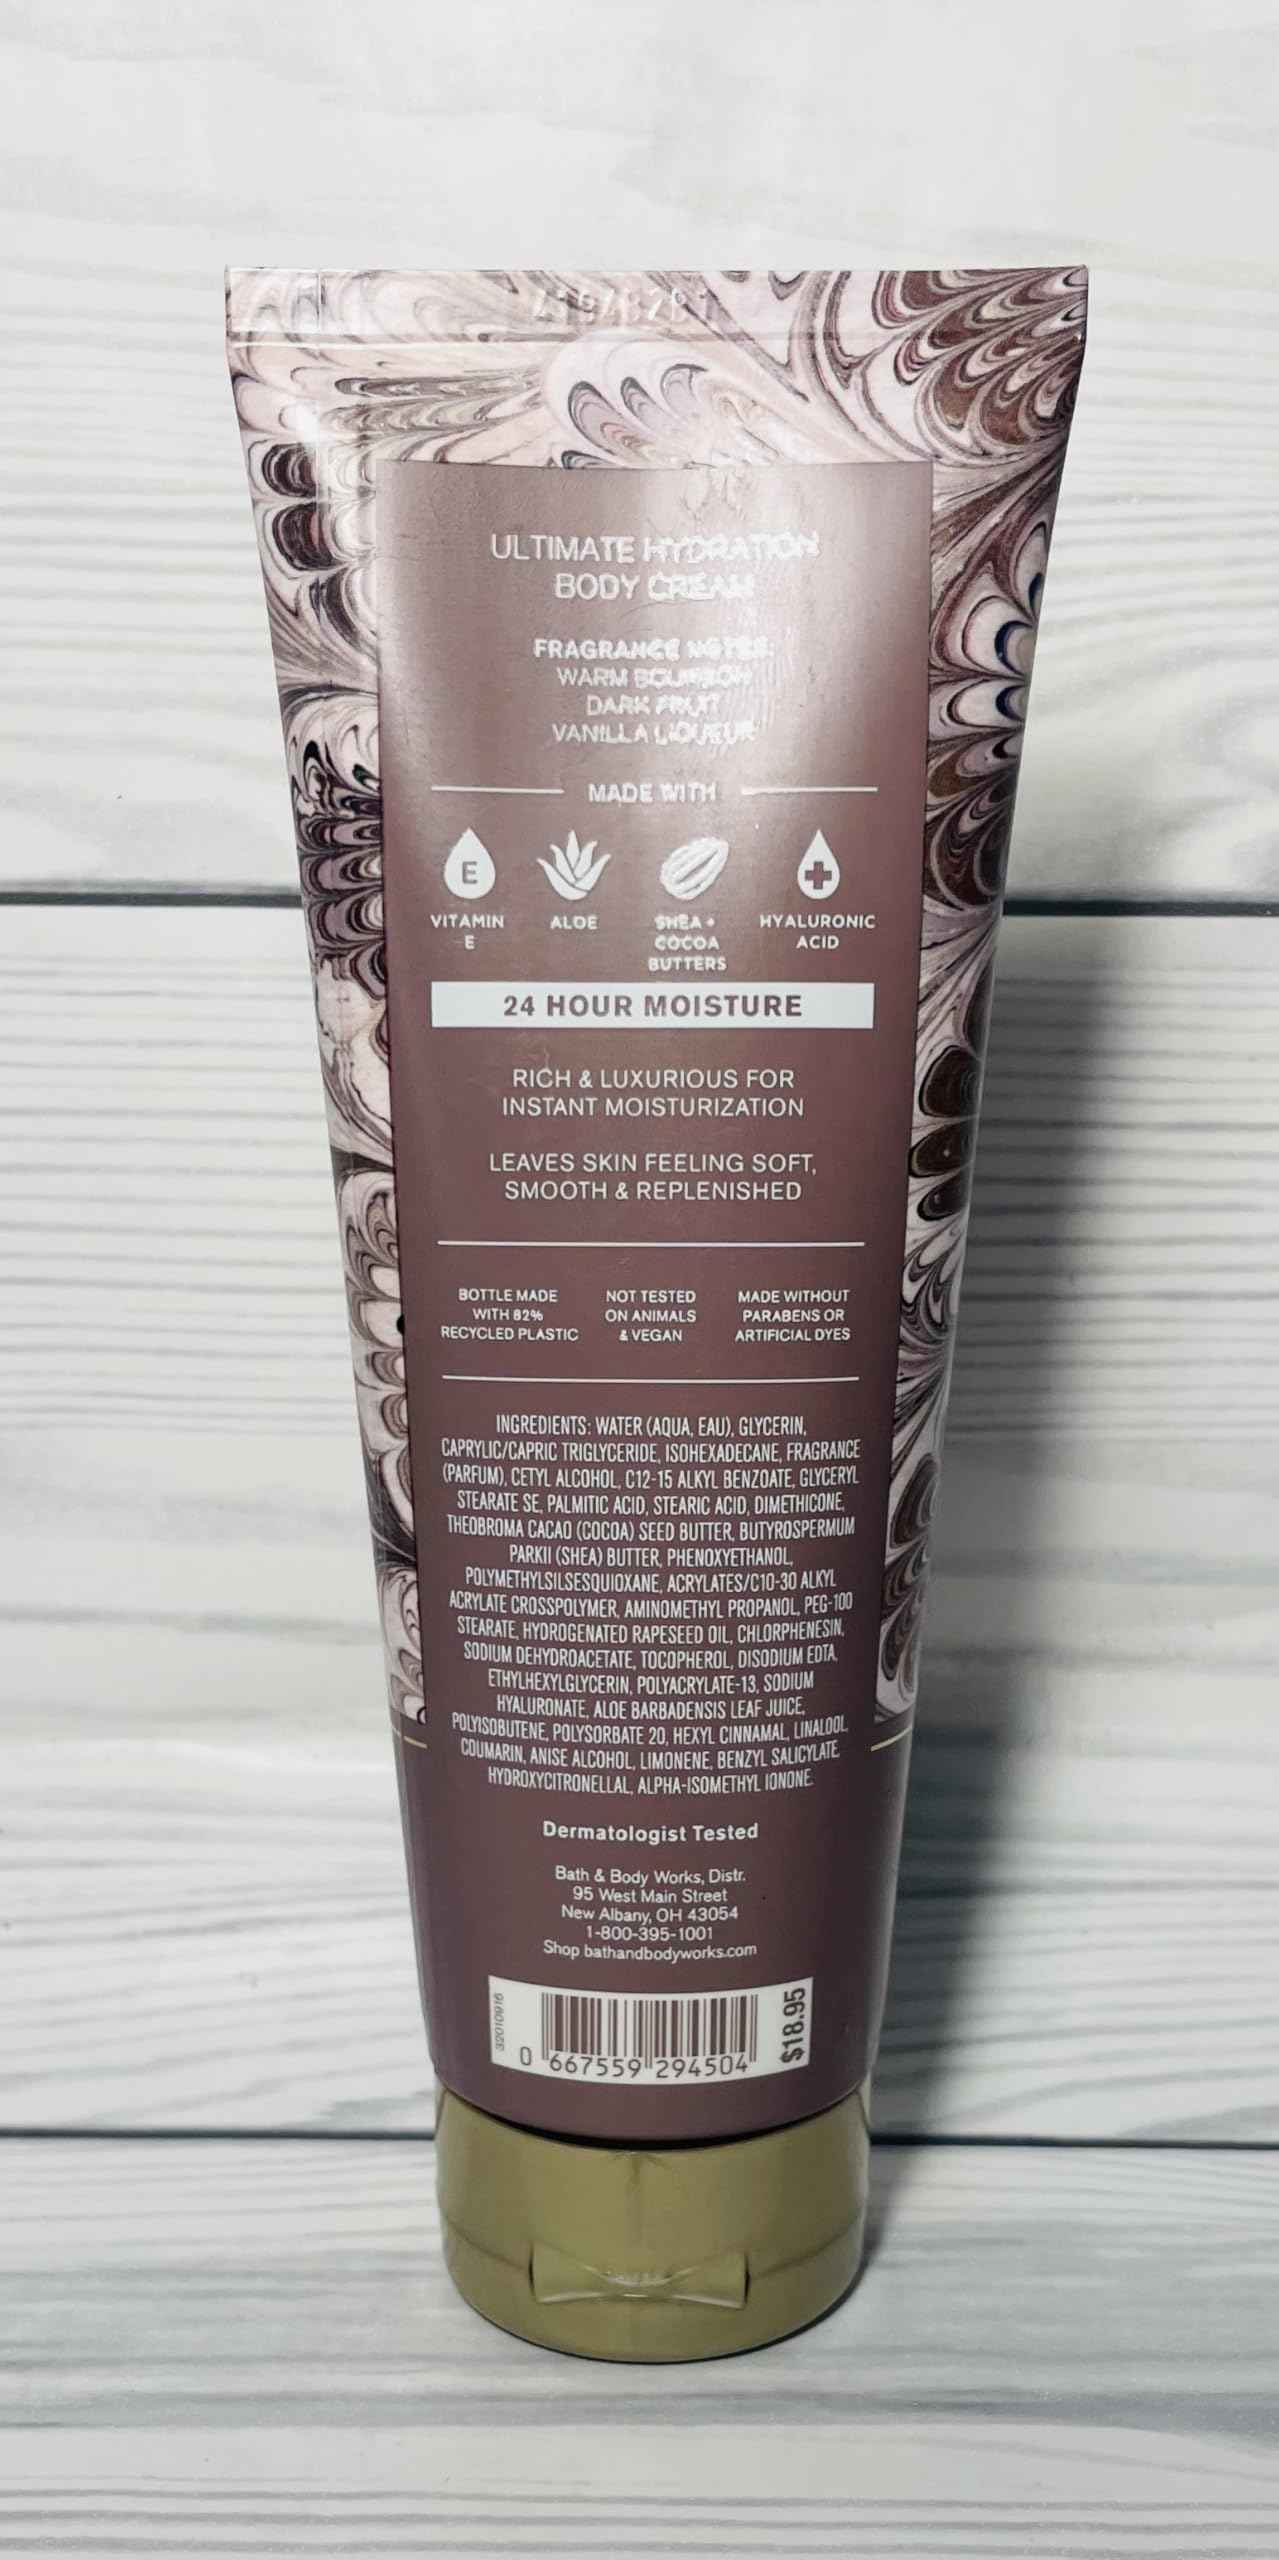 ULTIMATE HYDRATION
BODY CREAM
FRAGRANCE NOTES:
WARM BOURBON
DARK FRUIT
VANILLA LIQUEUR
MADE WITH
E
VITAMIN E
ALOE
SHEA + COCOA BUTTERS
HYALURONIC ACID
24 HOUR MOISTURE
RICH & LUXURIOUS FOR
INSTANT MOISTURIZATION
LEAVES SKIN FEELING SOFT,
SMOOTH & REPLENISHED
BOTTLE MADE
WITH 82%
RECYCLED PLASTIC
NOT TESTED
ON ANIMALS
& VEGAN
MADE WITHOUT
PARABENS OR
ARTIFICIAL DYES
INGREDIENTS: WATER (AQUA, EAU), GLYCERIN,
CAPRYLIC/CAPRIC TRIGLYCERIDE, ISOHEXADECANE, FRAGRANCE
(PARFUM), CETYL ALCOHOL, C12-15 ALKYL BENZOATE, GLYCERYL
STEARATE SE, PALMITIC ACID, STEARIC ACID, DIMETHICONE,
THEOBROMA CACAO (COCOA) SEED BUTTER, BUTYROSPERMUM
PARKII (SHEA) BUTTER, PHENOXYETHANOL,
POLYMETHYLSILSESQUIOXANE, ACRYLATES/C10-30 ALKYL
ACRYLATE CROSSPOLYMER, AMINOMETHYL PROPANOL, PEG-100
STEARATE, HYDROGENATED RAPESEED OIL, CHLORPHENESIN,
SODIUM DEHYDROACETATE, TOCOPHEROL, DISODIUM EDTA,
ETHYLHEXYLGLYCERIN, POLYACRYLATE-13, SODIUM
HYALURONATE, ALOE BARBADENSIS LEAF JUICE,
POLYISOBUTENE, POLYSORBATE 20, HEXYL CINNAMAL, LINALOOL,
COUMARIN, ANISE ALCOHOL, LIMONENE, BENZYL SALICYLATE,
HYDROXYCITRONELLAL, ALPHA-ISOMETHYL IONONE.
Dermatologist Tested
Bath & Body Works, Distr.
95 West Main Street
New Albany, OH 43054
1-800-395-1001
Shop bathandbodyworks.com
32010916
0 667559 294504
$18.95